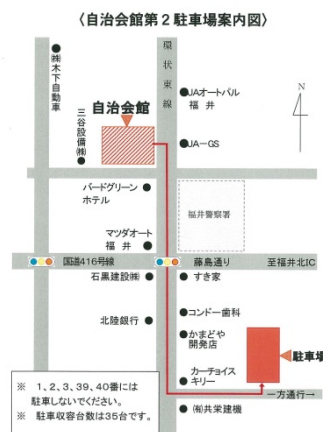 〈自治会館第２駐車場案内図〉
㈱木下自動車
環状東線
JAオートパル
福井
N
自治会館
三谷設備㈱
JA－GS
バードグリーン
ホテル
福井警察署
マツダオート
福井
国道416号線
藤島通り
至福井北IC
石黒建設㈱
すき家
北陸銀行
コンドー歯科
かまどや
開発店
駐車場
カーチョイス
キリー
一方通行→
㈲共栄建機
※　1、2、3、39、40番には
駐車しないでください。
※　駐車収容台数は35台です。